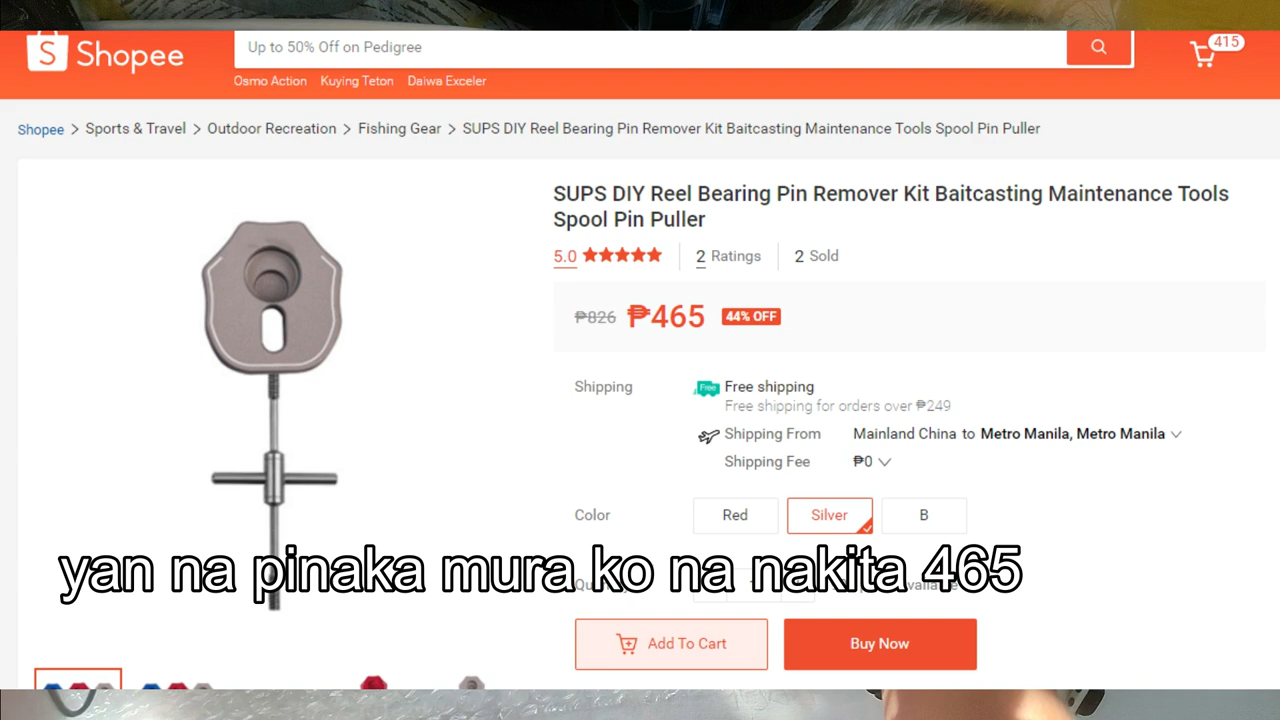 Shopee
Up to 50% Off on Pedigree
415
Osmo Action Kuying Teton Daiwa Exceler
Shopee > Sports & Travel > Outdoor Recreation > Fishing Gear > SUPS DIY Reel Bearing Pin Remover Kit Baitcasting Maintenance Tools Spool Pin Puller
SUPS DIY Reel Bearing Pin Remover Kit Baitcasting Maintenance Tools
Spool Pin Puller
5.0 2 Ratings 2 Sold
₱826 ₱465 44% OFF
Shipping Free Free shipping
Free shipping for orders over ₱249
Shipping From Mainland China to Metro Manila, Metro Manila
Shipping Fee ₱0
Color Red Silver B
yan na pinaka mura ko na nakita 465
Add To Cart Buy Now